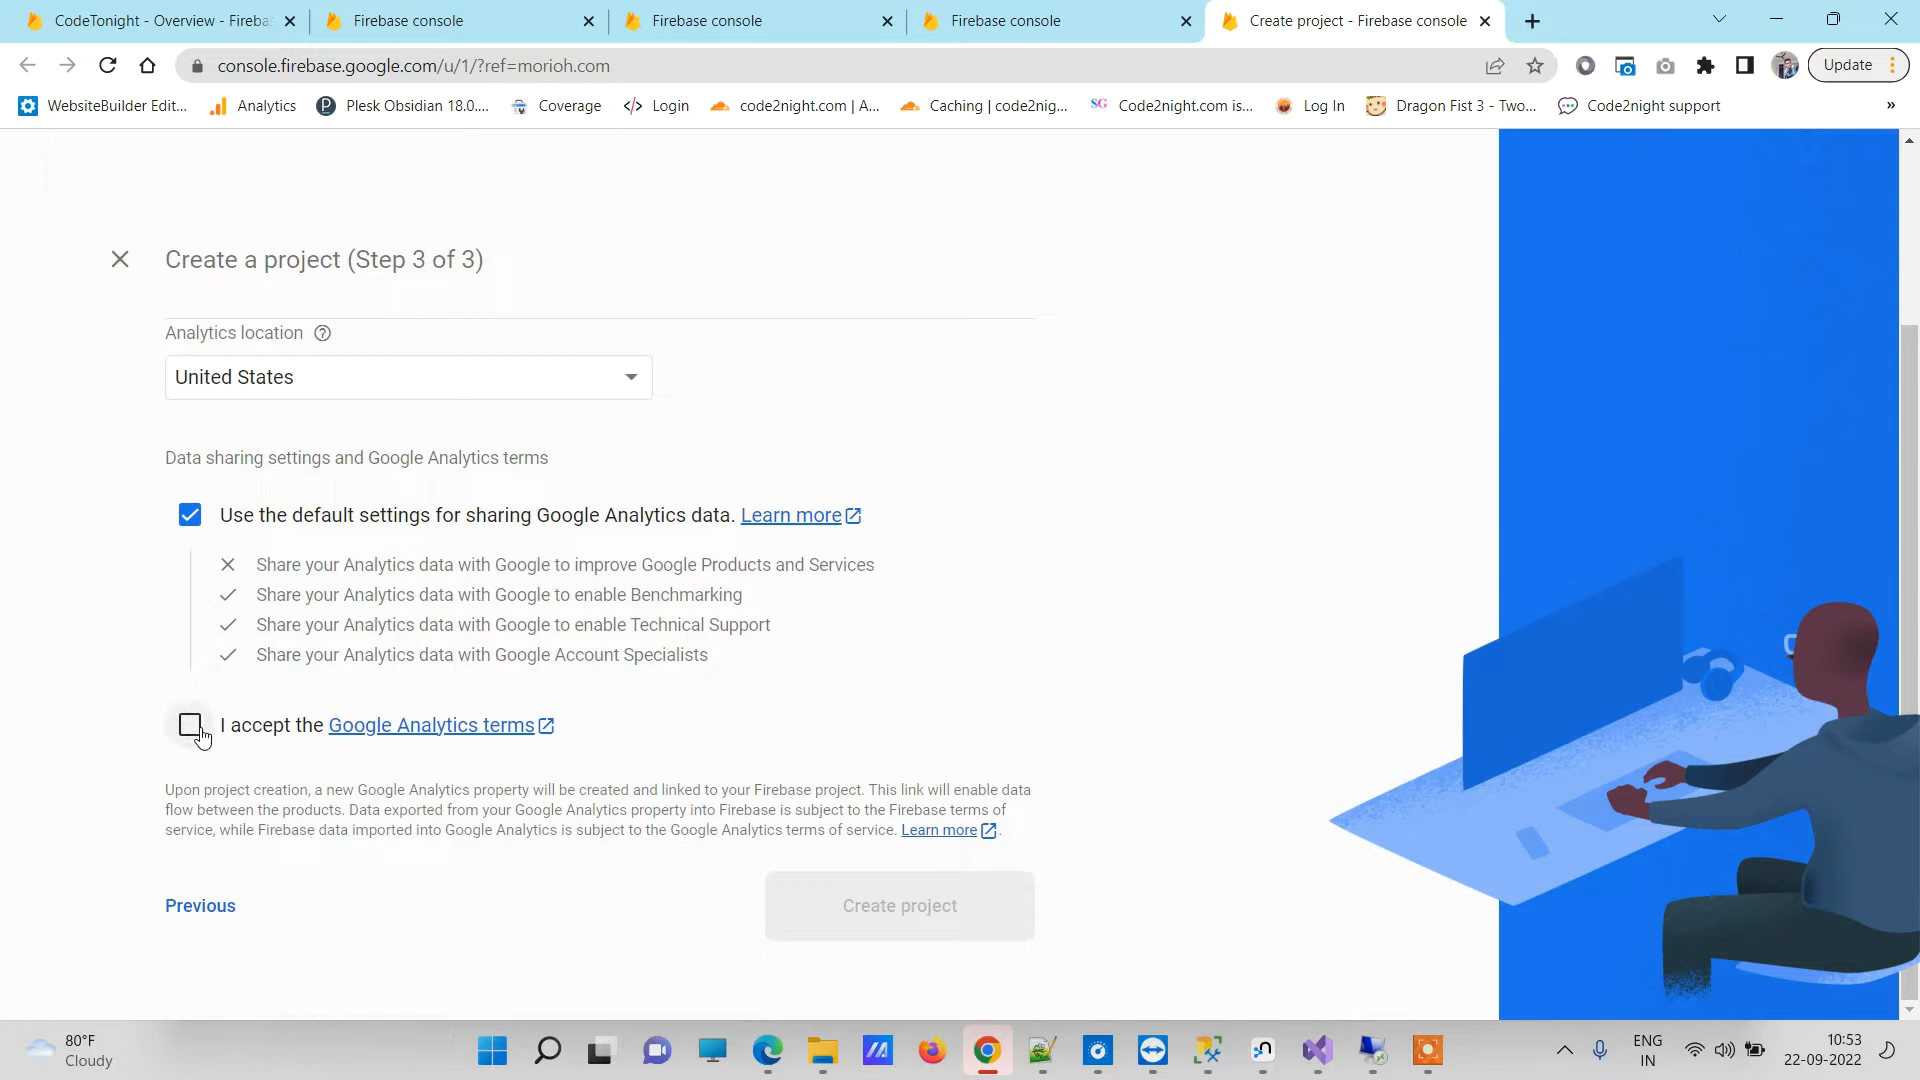 CodeTonight - Overview - Fireba
Firebase console
Firebase console
Firebase console
Create project - Firebase console
console.firebase.google.com/u/1/?ref=morioh.com
Update
WebsiteBuilder Edit...
Analytics
Plesk Obsidian 18.0....
Coverage
Login
code2night.com | A...
Caching | code2nig...
SG
Code2night.com is...
Log In
Dragon Fist 3 - Two...
Code2night support
»
Create a project (Step 3 of 3)
Analytics location
United States
Data sharing settings and Google Analytics terms
Use the default settings for sharing Google Analytics data. Learn more
Share your Analytics data with Google to improve Google Products and Services
Share your Analytics data with Google to enable Benchmarking
Share your Analytics data with Google to enable Technical Support
Share your Analytics data with Google Account Specialists
I accept the Google Analytics terms
Upon project creation, a new Google Analytics property will be created and linked to your Firebase project. This link will enable data
flow between the products. Data exported from your Google Analytics property into Firebase is subject to the Firebase terms of
service, while Firebase data imported into Google Analytics is subject to the Google Analytics terms of service. Learn more .
Previous
Create project
80°F
Cloudy
ENG
IN
10:53
22-09-2022